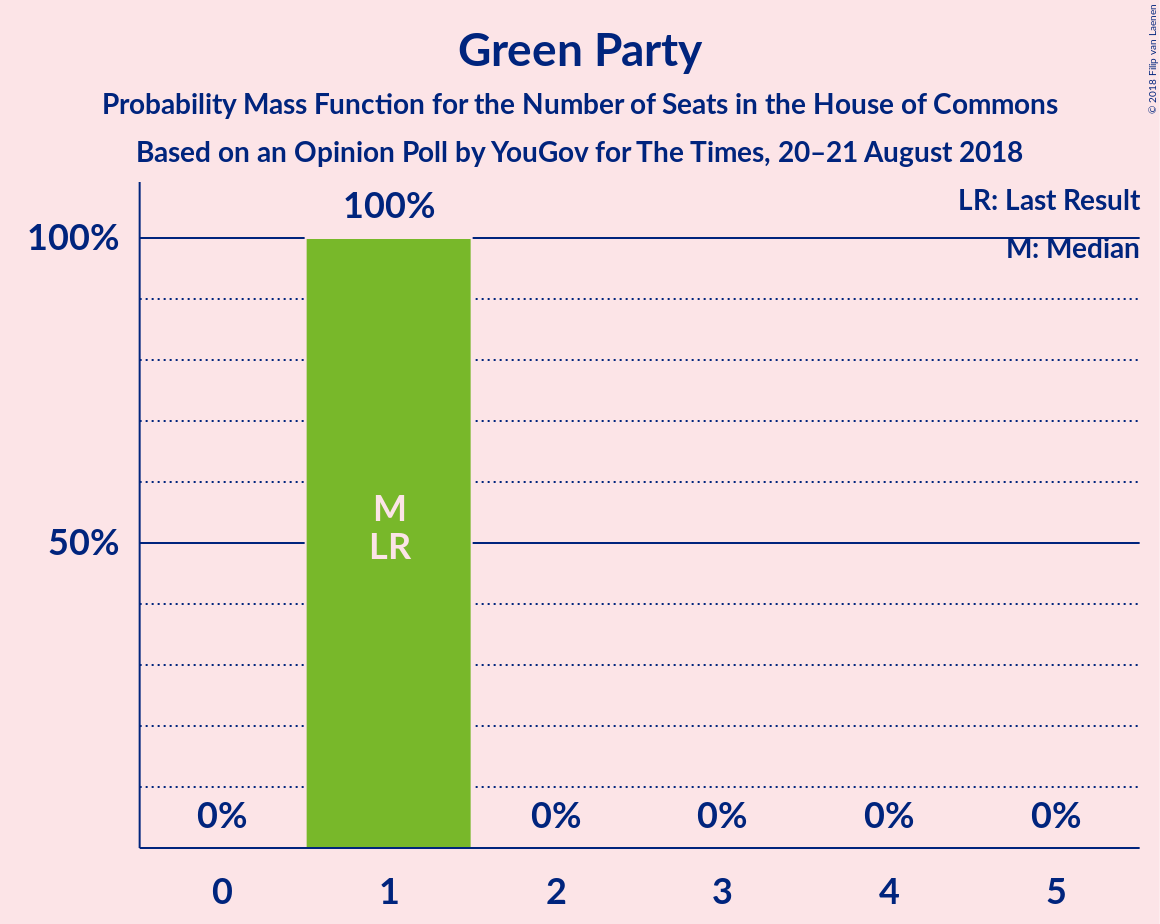 Green Party
Probability Mass Function for the Number of Seats in the House of Commons
Based on an Opinion Poll by YouGov for The Times, 20–21 August 2018
© 2018 Filip van Laenen
LR: Last Result
M: Median
100%
100%
50%
M
LR
0%
0%
0%
0%
0%
0
1
2
3
4
5